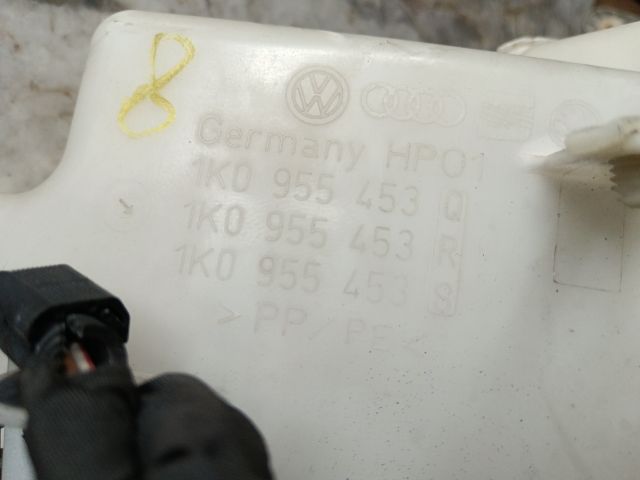 8
Germany HP01
1K0 955 453 Q
1K0 955 453 R
1K0 955 453 S
> PP/PE <